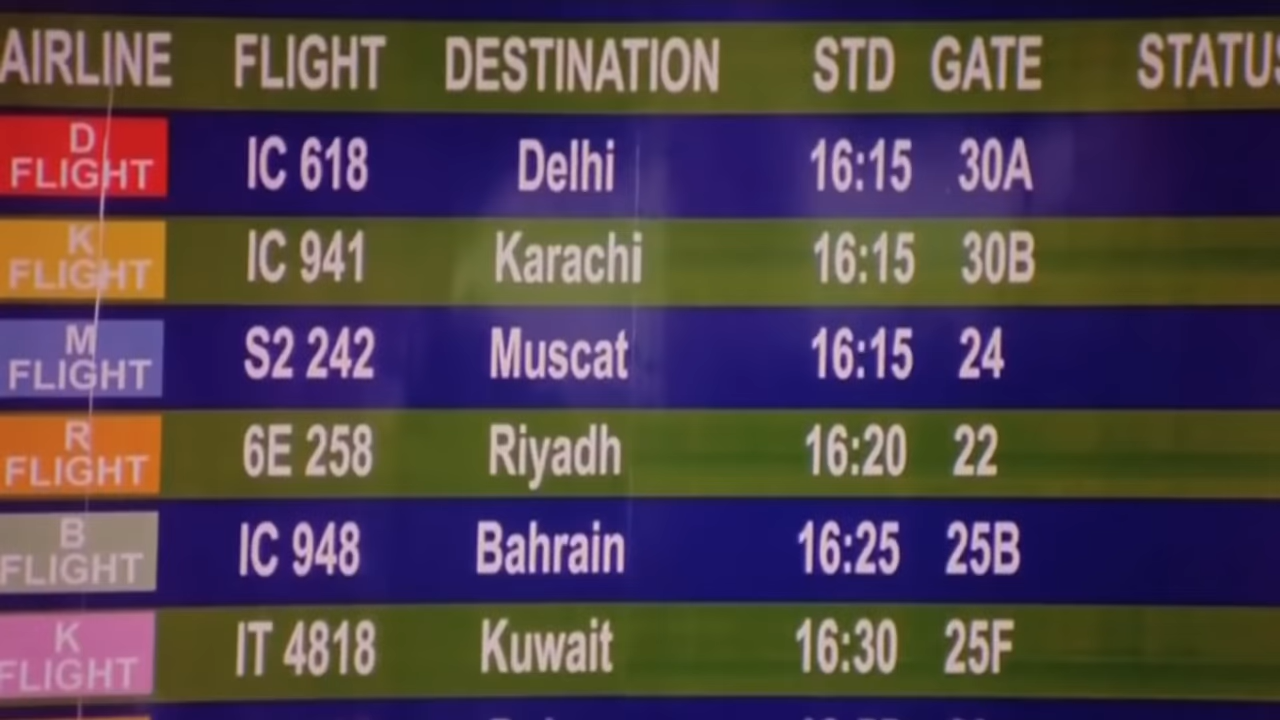 AIRLINE FLIGHT DESTINATION STD GATE STATUS
D FLIGHT IC 618 Delhi 16:15 30A
K FLIGHT IC 941 Karachi 16:15 30B
M FLIGHT S2 242 Muscat 16:15 24
R FLIGHT 6E 258 Riyadh 16:20 22
B FLIGHT IC 948 Bahrain 16:25 25B
K FLIGHT IT 4818 Kuwait 16:30 25F